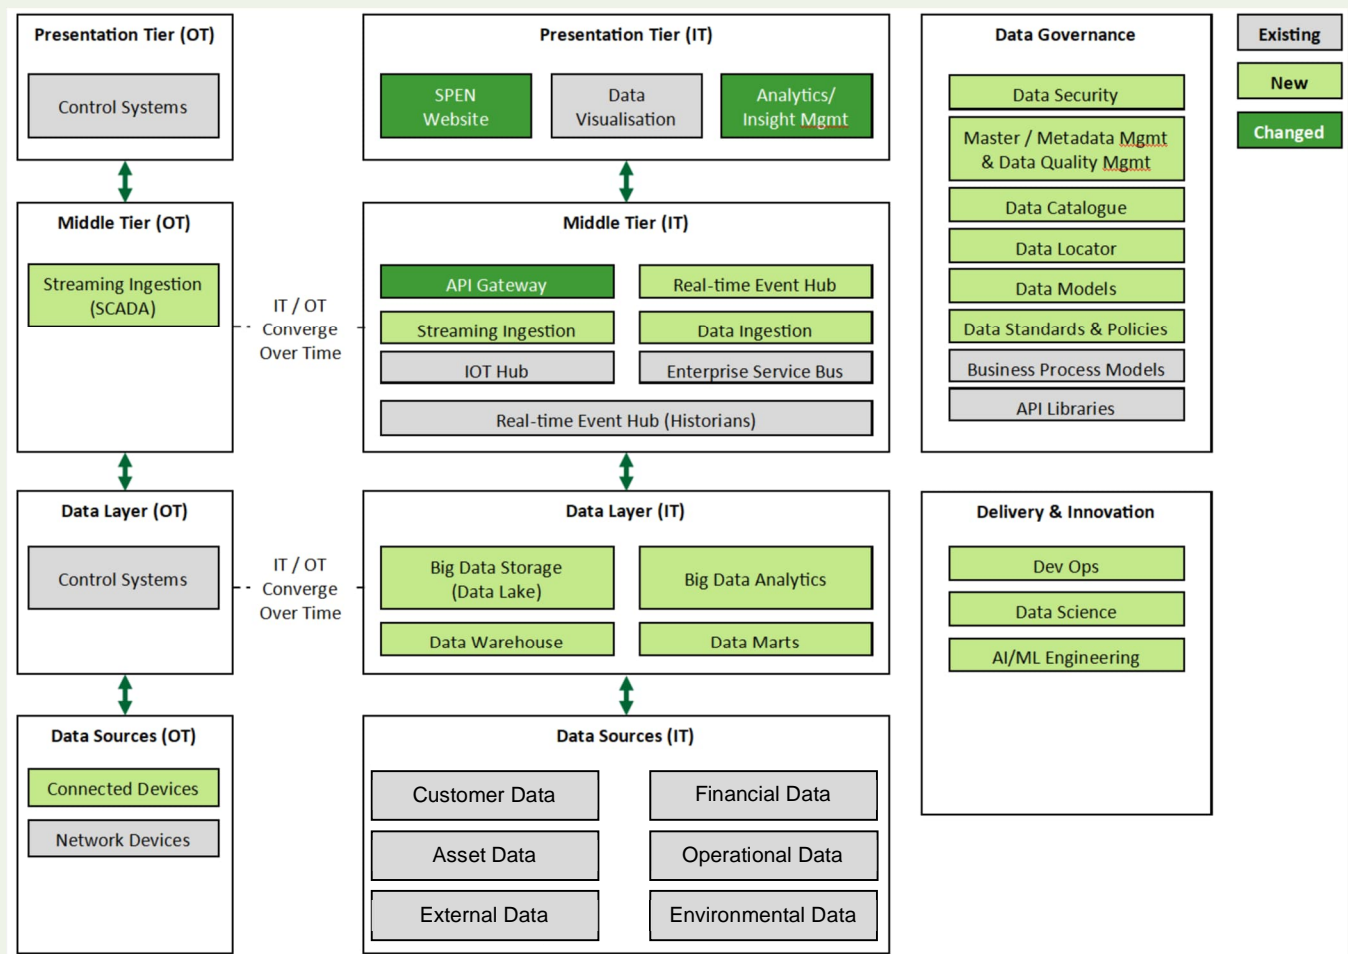 Presentation Tier (OT)
Control Systems
Presentation Tier (IT)
SPEN
Website
Data
Visualisation
Analytics/
Insight Mgmt
Data Governance
Data Security
Master / Metadata Mgmt
& Data Quality Mgmt
Data Catalogue
Data Locator
Data Models
Data Standards & Policies
Business Process Models
API Libraries
Existing
New
Changed
Middle Tier (OT)
Streaming Ingestion
(SCADA)
IT / OT
Converge
Over Time
Middle Tier (IT)
API Gateway
Real-time Event Hub
Streaming Ingestion
Data Ingestion
IOT Hub
Enterprise Service Bus
Real-time Event Hub (Historians)
Data Layer (OT)
Control Systems
IT / OT
Converge
Over Time
Data Layer (IT)
Big Data Storage
(Data Lake)
Big Data Analytics
Data Warehouse
Data Marts
Delivery & Innovation
Dev Ops
Data Science
AI/ML Engineering
Data Sources (OT)
Connected Devices
Network Devices
Data Sources (IT)
Customer Data
Financial Data
Asset Data
Operational Data
External Data
Environmental Data